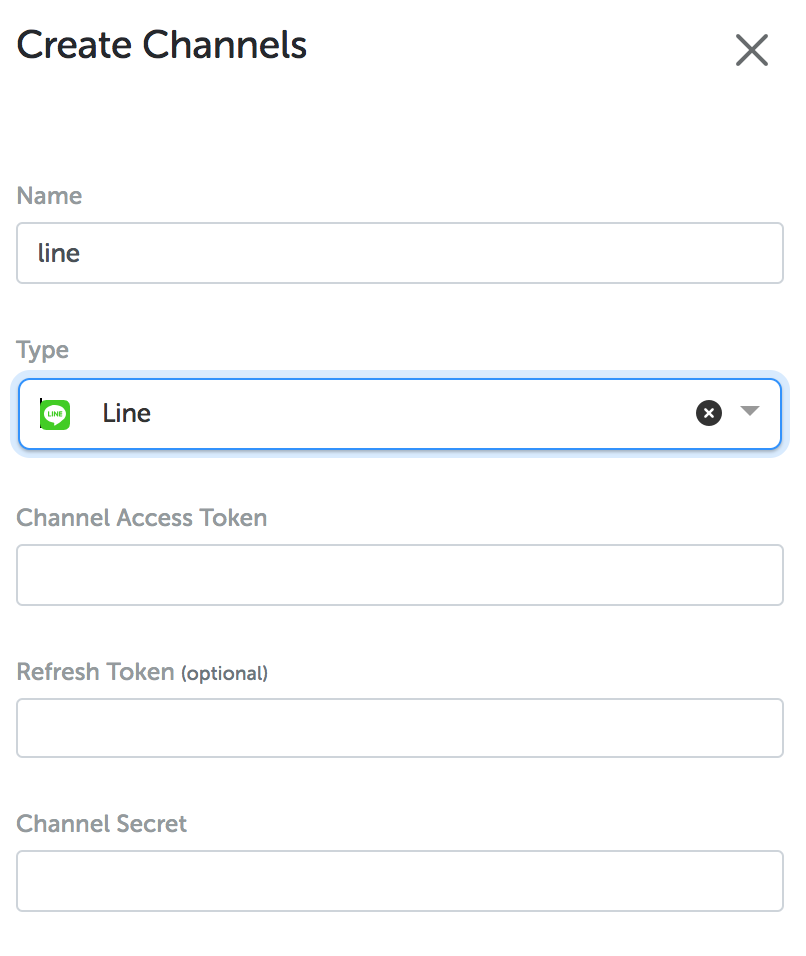 Create Channels
Name
line
Type
LINE Line
Channel Access Token
Refresh Token (optional)
Channel Secret